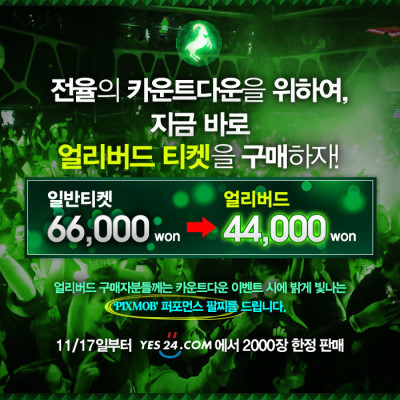 전율의 카운트다운을 위하여,
지금 바로
얼리버드 티켓을 구매하자!
일반티켓 얼리버드
66,000 won 44,000 won
얼리버드 구매자분들께는 카운트다운 이벤트 시에 밝게 빛나는
'PIXMOB' 퍼포먼스 팔찌를 드립니다.
11/17일부터 YES24.COM 에서 2000장 한정 판매